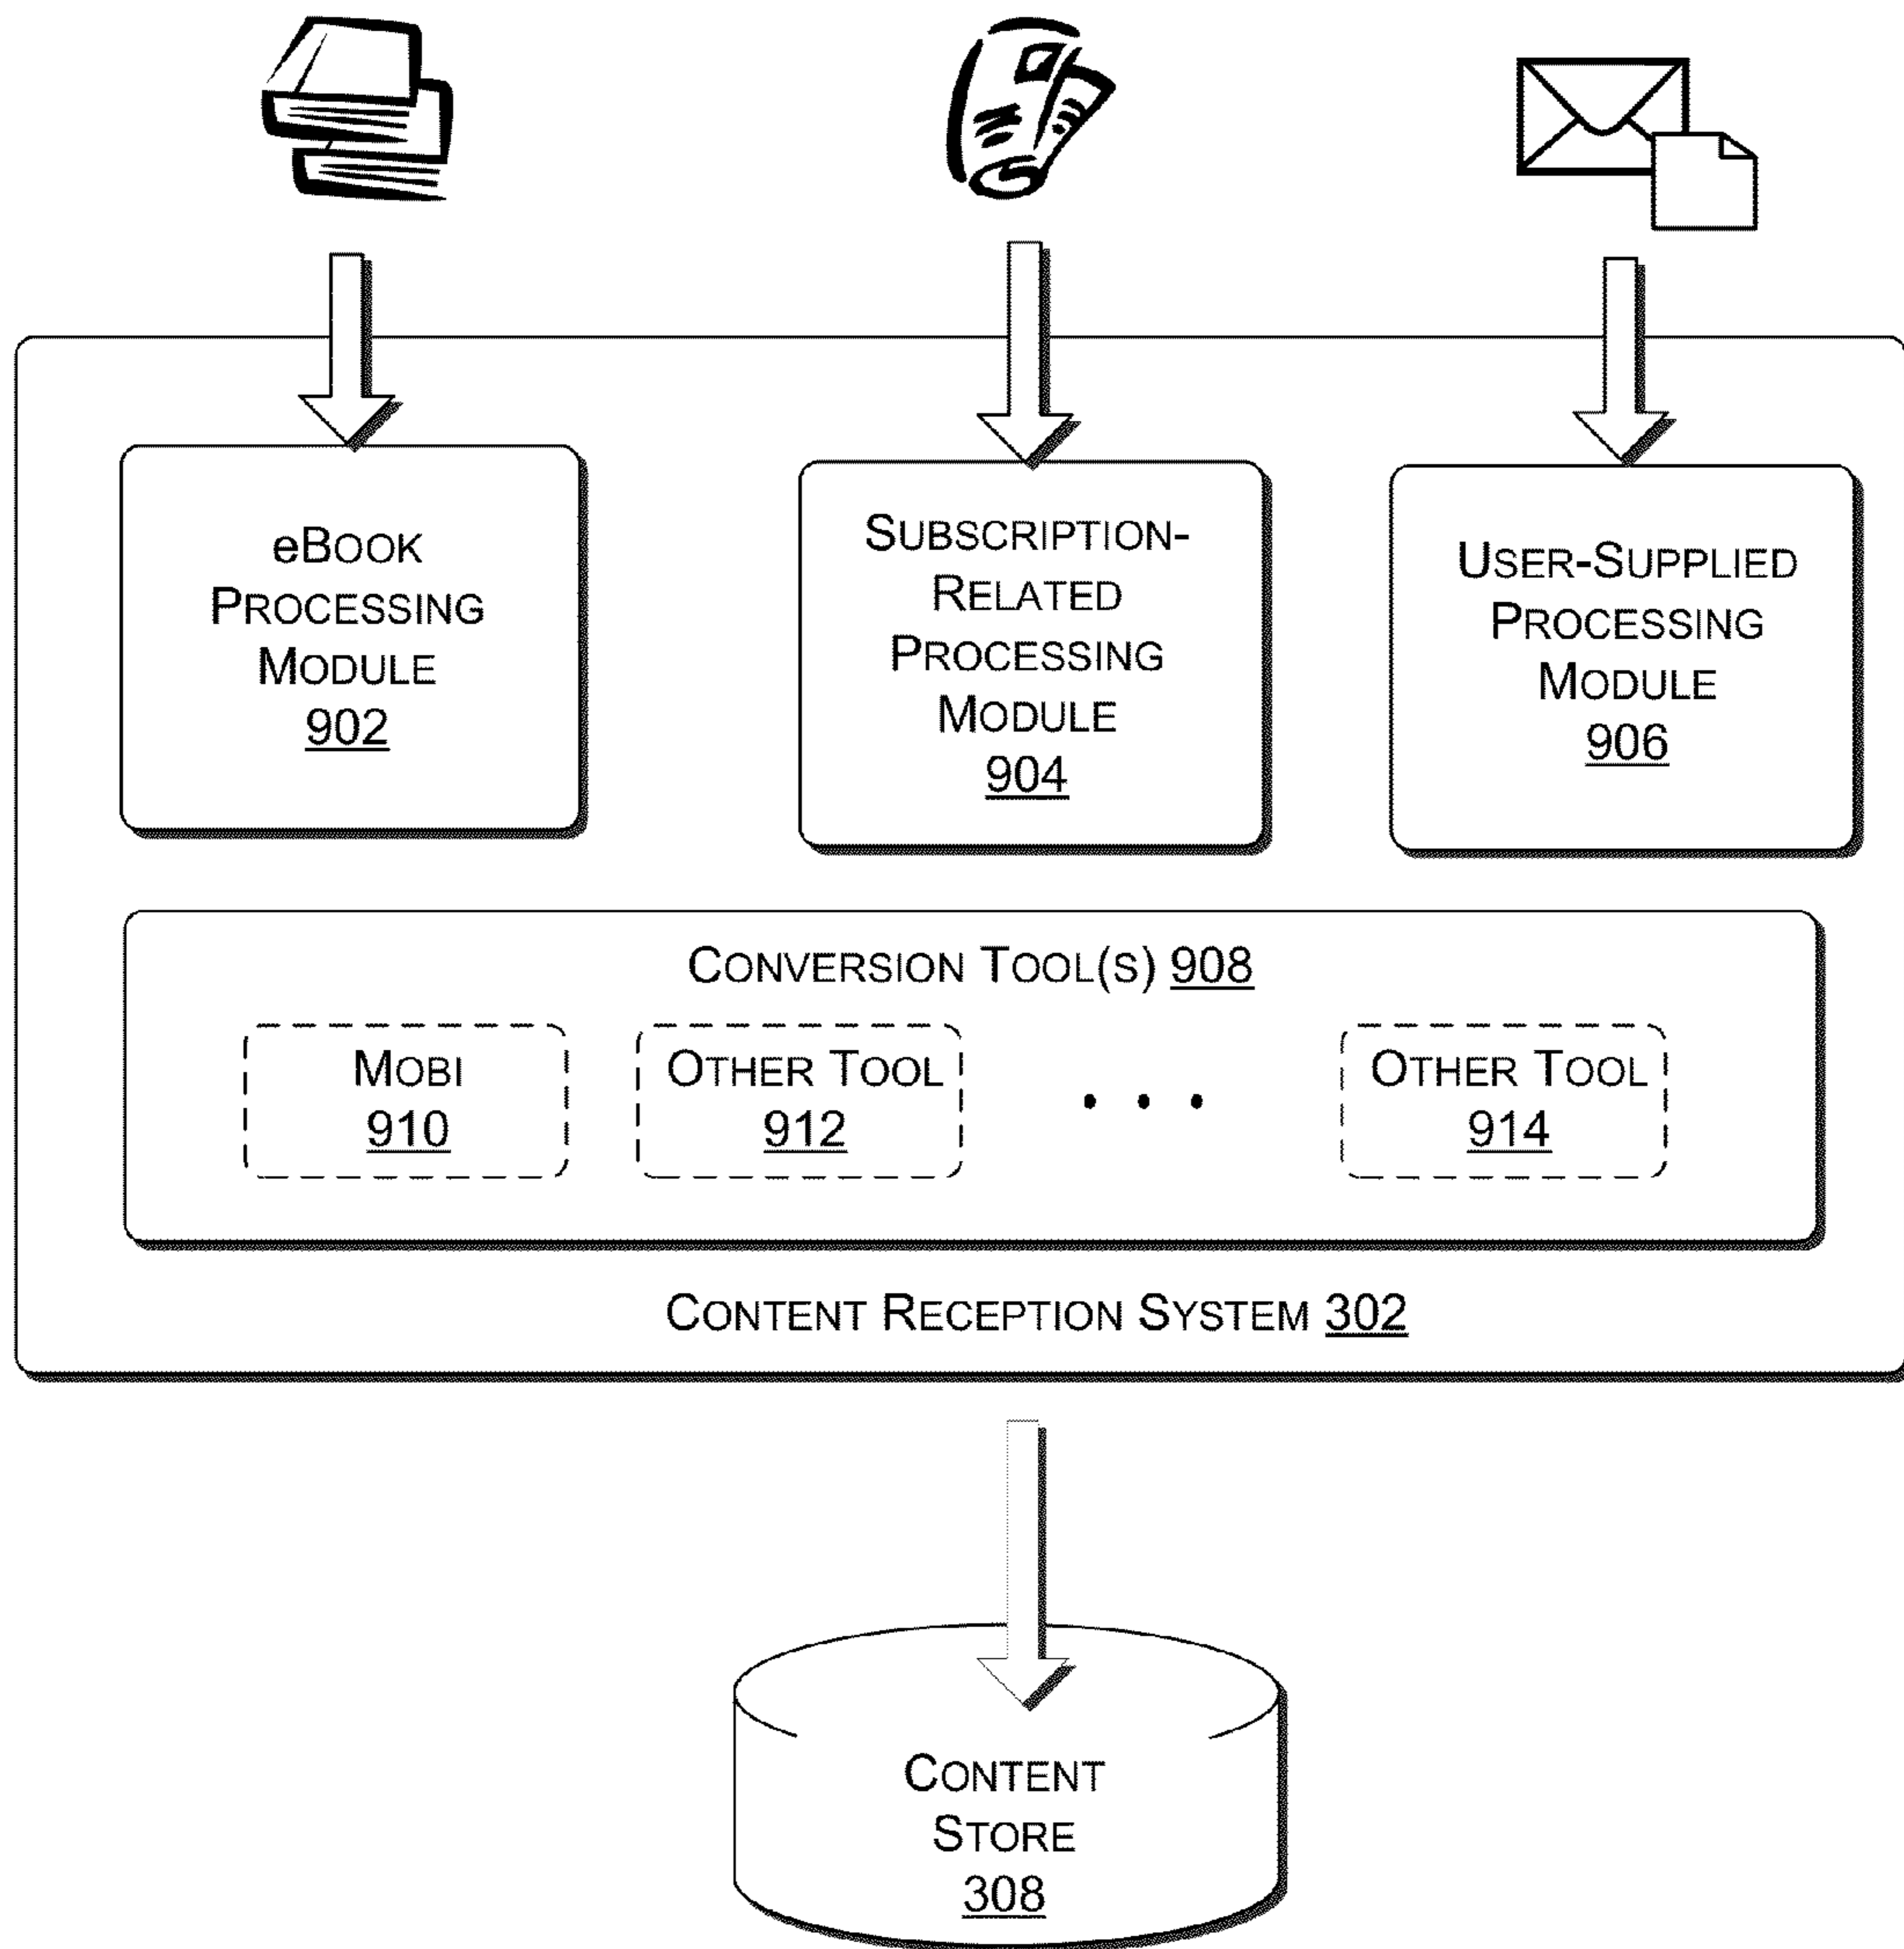 eBOOK
PROCESSING
MODULE
902
SUBSCRIPTION-
RELATED
PROCESSING
MODULE
904
USER-SUPPLIED
PROCESSING
MODULE
906
CONVERSION TOOL(S) 908
MOBI
910
OTHER TOOL
912
• • •
OTHER TOOL
914
CONTENT RECEPTION SYSTEM 302
CONTENT
STORE
308